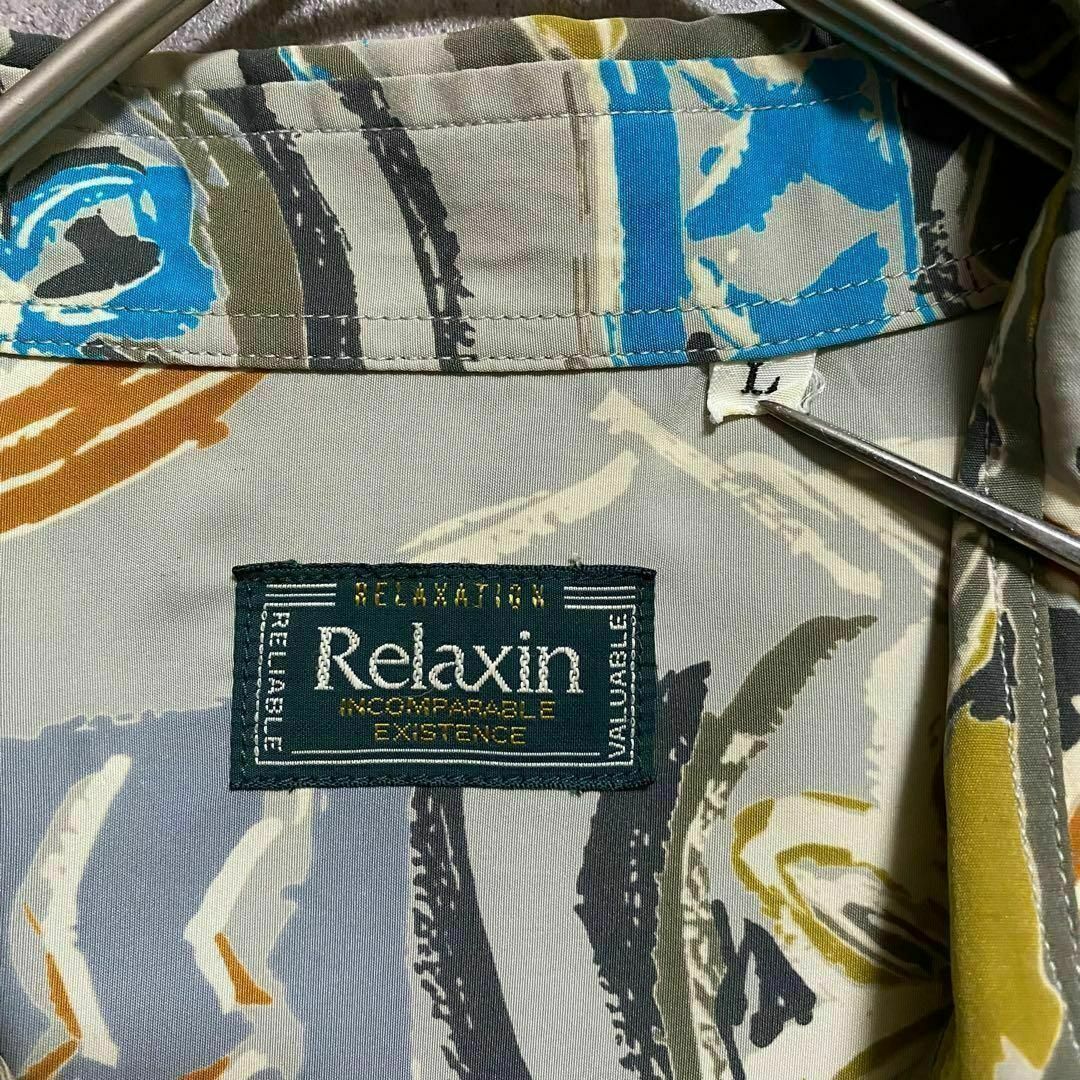 L
RELAXATION
RELIABLE
Relaxin
VALUABLE
INCOMPARABLE
EXISTENCE